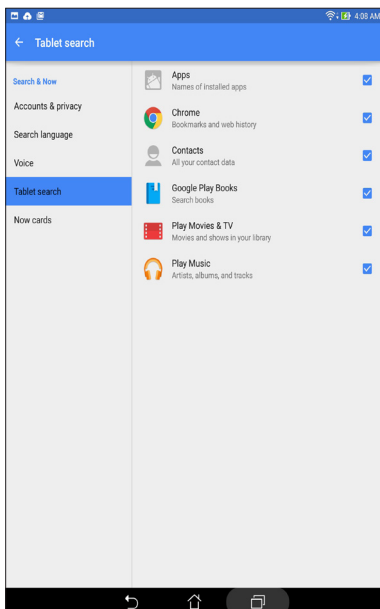 4:08 AM
Tablet search
Search & Now
Accounts & privacy
Search language
Voice
Tablet search
Now cards
Apps
Names of installed apps
Chrome
Bookmarks and web history
Contacts
All your contact data
Google Play Books
Search books
Play Movies & TV
Movies and shows in your library
Play Music
Artists, albums, and tracks